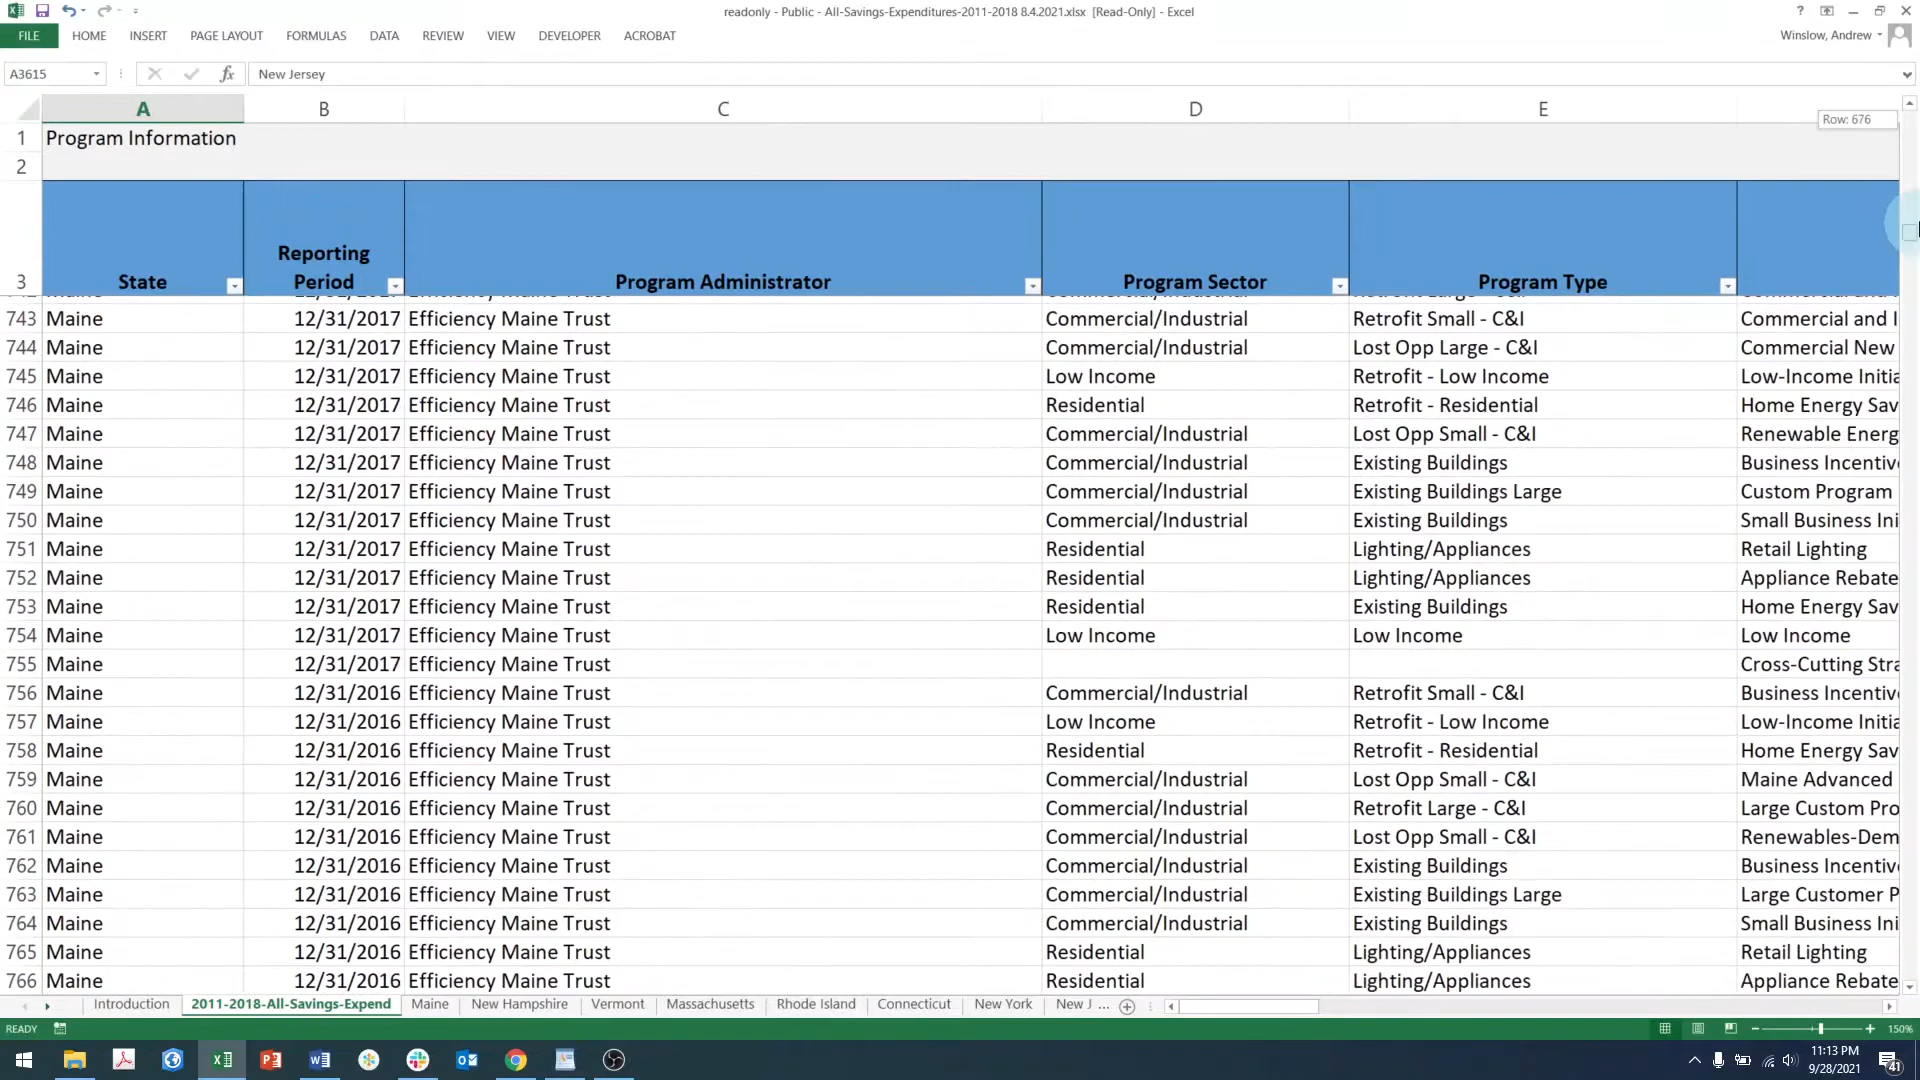 readonly - Public - All-Savings-Expenditures-2011-2018 8.4.2021.xlsx [Read-Only] - Excel
FILE HOME INSERT PAGE LAYOUT FORMULAS DATA REVIEW VIEW DEVELOPER ACROBAT Winslow, Andrew
A3615 fx New Jersey
A B C D E
Row: 676
1 Program Information
2
3 State Reporting Period Program Administrator Program Sector Program Type
743 Maine 12/31/2017 Efficiency Maine Trust Commercial/Industrial Retrofit Small - C&I Commercial and I
744 Maine 12/31/2017 Efficiency Maine Trust Commercial/Industrial Lost Opp Large - C&I Commercial New
745 Maine 12/31/2017 Efficiency Maine Trust Low Income Retrofit - Low Income Low-Income Initia
746 Maine 12/31/2017 Efficiency Maine Trust Residential Retrofit - Residential Home Energy Sav
747 Maine 12/31/2017 Efficiency Maine Trust Commercial/Industrial Lost Opp Small - C&I Renewable Energ
748 Maine 12/31/2017 Efficiency Maine Trust Commercial/Industrial Existing Buildings Business Incentive
749 Maine 12/31/2017 Efficiency Maine Trust Commercial/Industrial Existing Buildings Large Custom Program
750 Maine 12/31/2017 Efficiency Maine Trust Commercial/Industrial Existing Buildings Small Business Ini
751 Maine 12/31/2017 Efficiency Maine Trust Residential Lighting/Appliances Retail Lighting
752 Maine 12/31/2017 Efficiency Maine Trust Residential Lighting/Appliances Appliance Rebate
753 Maine 12/31/2017 Efficiency Maine Trust Residential Existing Buildings Home Energy Sav
754 Maine 12/31/2017 Efficiency Maine Trust Low Income Low Income Low Income
755 Maine 12/31/2017 Efficiency Maine Trust Cross-Cutting Stra
756 Maine 12/31/2016 Efficiency Maine Trust Commercial/Industrial Retrofit Small - C&I Business Incentive
757 Maine 12/31/2016 Efficiency Maine Trust Low Income Retrofit - Low Income Low-Income Initia
758 Maine 12/31/2016 Efficiency Maine Trust Residential Retrofit - Residential Home Energy Sav
759 Maine 12/31/2016 Efficiency Maine Trust Commercial/Industrial Lost Opp Small - C&I Maine Advanced
760 Maine 12/31/2016 Efficiency Maine Trust Commercial/Industrial Retrofit Large - C&I Large Custom Pro
761 Maine 12/31/2016 Efficiency Maine Trust Commercial/Industrial Lost Opp Small - C&I Renewables-Dem
762 Maine 12/31/2016 Efficiency Maine Trust Commercial/Industrial Existing Buildings Business Incentive
763 Maine 12/31/2016 Efficiency Maine Trust Commercial/Industrial Existing Buildings Large Large Customer P
764 Maine 12/31/2016 Efficiency Maine Trust Commercial/Industrial Existing Buildings Small Business Ini
765 Maine 12/31/2016 Efficiency Maine Trust Residential Lighting/Appliances Retail Lighting
766 Maine 12/31/2016 Efficiency Maine Trust Residential Lighting/Appliances Appliance Rebate
Introduction 2011-2018-All-Savings-Expend Maine New Hampshire Vermont Massachusetts Rhode Island Connecticut New York New J ...
READY 150%
11:13 PM
9/28/2021
41